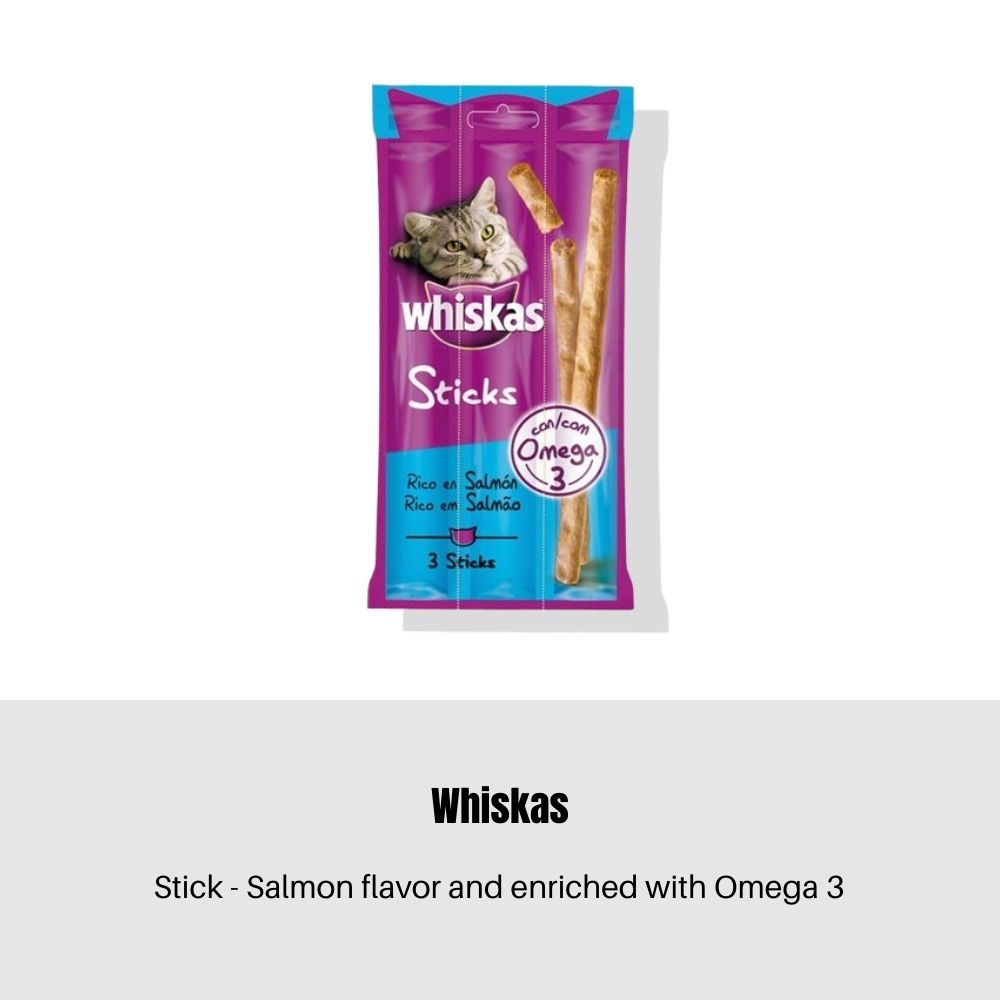 whiskas
Sticks
con/com
Omega
3
Rico en Salmón
Rico em Salmão
3 Sticks
Whiskas
Stick - Salmon flavor and enriched with Omega 3